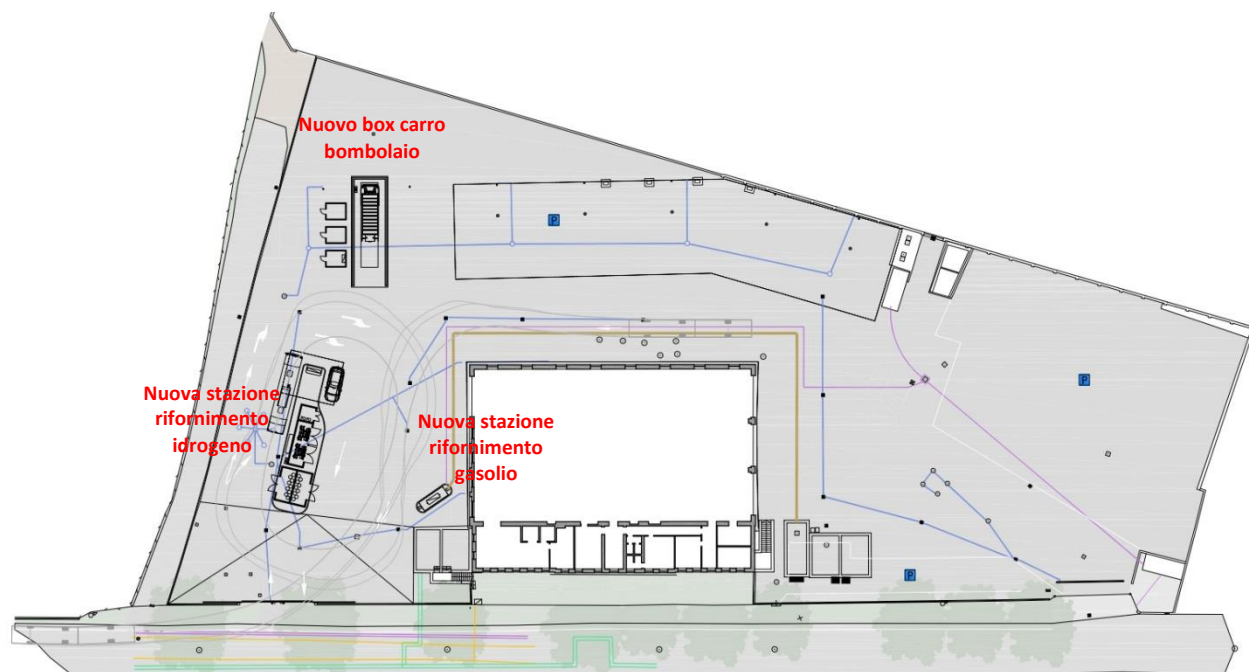 Nuovo box carro
bombolaio
P
Nuova stazione
rifornimento
idrogeno
Nuova stazione
rifornimento
gasolio
P
P